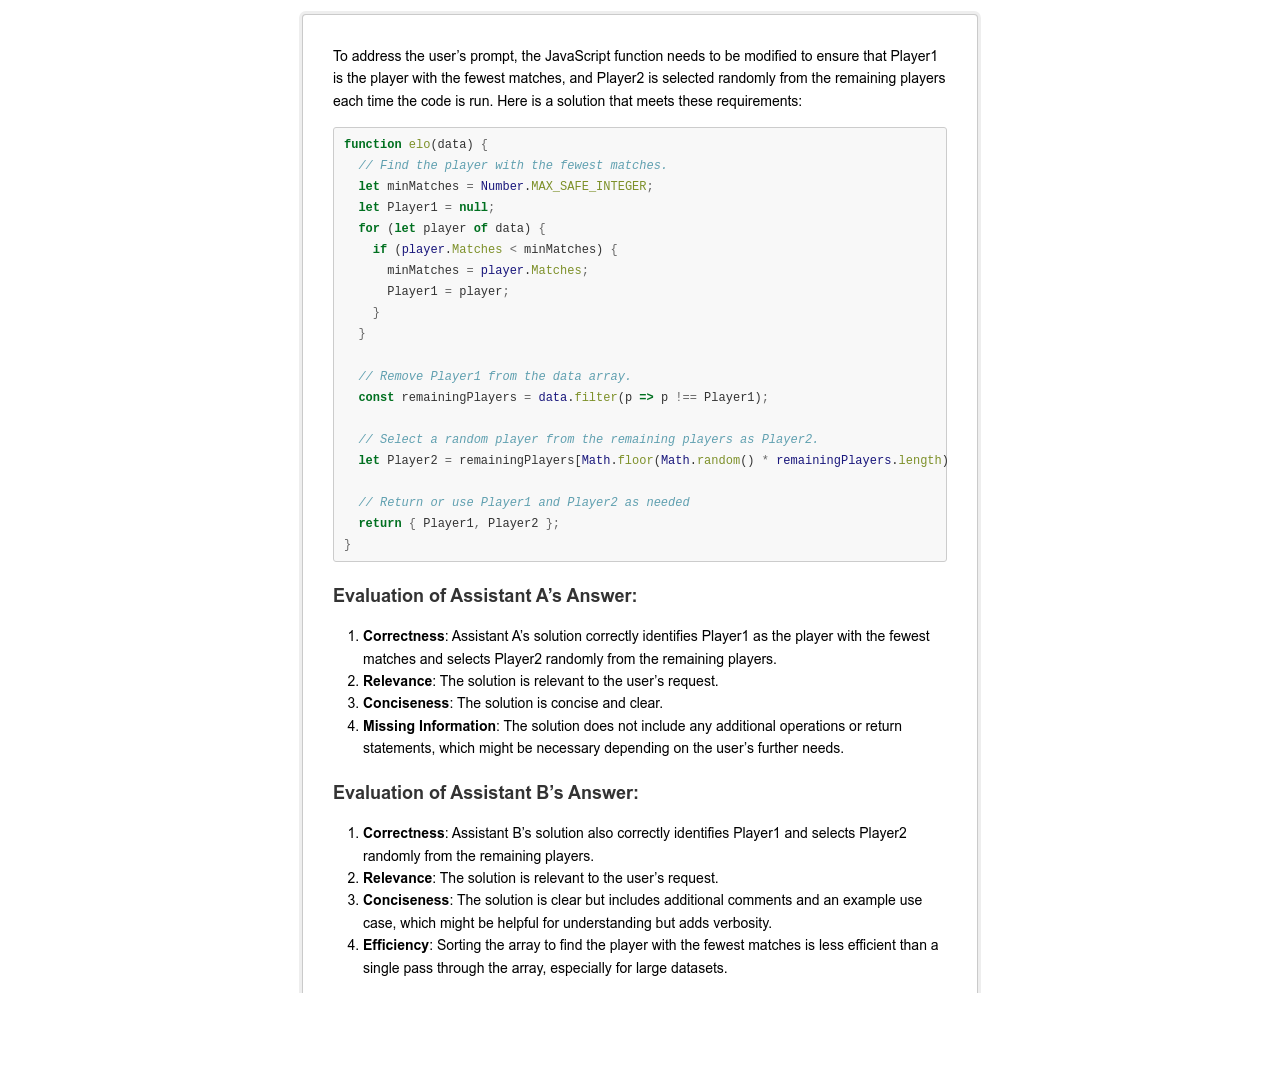 To address the user’s prompt, the JavaScript function needs to be modified to ensure that Player1
is the player with the fewest matches, and Player2 is selected randomly from the remaining players
each time the code is run. Here is a solution that meets these requirements:
function elo(data) {
  // Find the player with the fewest matches.
  let minMatches = Number.MAX_SAFE_INTEGER;
  let Player1 = null;
  for (let player of data) {
    if (player.Matches < minMatches) {
      minMatches = player.Matches;
      Player1 = player;
    }
  }
  // Remove Player1 from the data array.
  const remainingPlayers = data.filter(p => p !== Player1);
  // Select a random player from the remaining players as Player2.
  let Player2 = remainingPlayers[Math.floor(Math.random() * remainingPlayers.length)
  // Return or use Player1 and Player2 as needed
  return { Player1, Player2 };
}
Evaluation of Assistant A’s Answer:
1. Correctness: Assistant A’s solution correctly identifies Player1 as the player with the fewest
matches and selects Player2 randomly from the remaining players.
2. Relevance: The solution is relevant to the user’s request.
3. Conciseness: The solution is concise and clear.
4. Missing Information: The solution does not include any additional operations or return
statements, which might be necessary depending on the user’s further needs.
Evaluation of Assistant B’s Answer:
1. Correctness: Assistant B’s solution also correctly identifies Player1 and selects Player2
randomly from the remaining players.
2. Relevance: The solution is relevant to the user’s request.
3. Conciseness: The solution is clear but includes additional comments and an example use
case, which might be helpful for understanding but adds verbosity.
4. Efficiency: Sorting the array to find the player with the fewest matches is less efficient than a
single pass through the array, especially for large datasets.